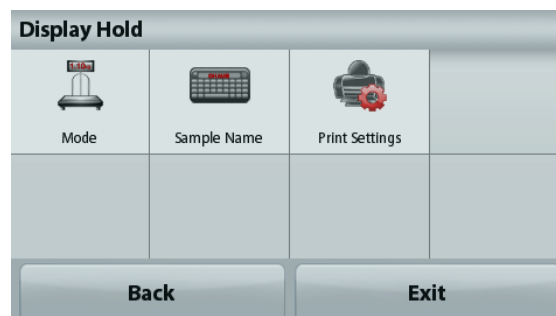 Display Hold
Mode
Sample Name
Print Settings
Back
Exit